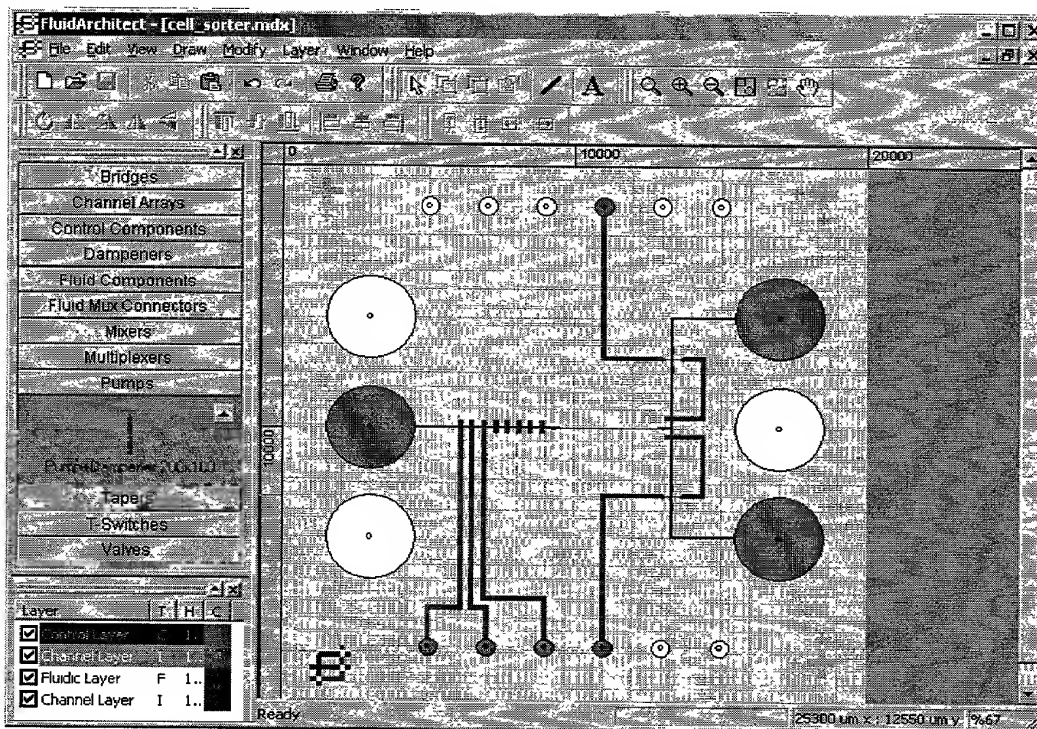 FluidArchitect - [cell_sorter.mdx]
File Edit View Draw Modify Layer Window Help
A
0 10000 20000
Bridges
Channel Arrays
Control Components
Dampeners
Fluid Components
Fluid Mux Connectors
Mixers
Multiplexers
Pumps
10000
Tapers
T-Switches
Valves
Layer T H C
Control Layer C 1..
Channel Layer I 1..
Fluidic Layer F 1..
Channel Layer I 1..
Ready
25300 um x : 12550 um y %67